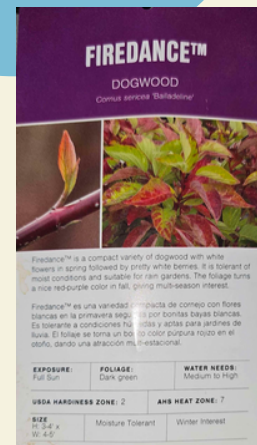 FIREDANCE™
DOGWOOD
Cornus sericea 'Bailadeline'
Firedance™ is a compact variety of dogwood with white
flowers in spring followed by pretty white berries. It is tolerant of
moist conditions and suitable for rain gardens. The foliage turns
a nice red-purple color in fall, giving multi-season interest.
Firedance™ es una variedad compacta de cornejo con flores
blancas en la primavera seguidas por bonitas bayas blancas.
Es tolerante a condiciones húmedas y aptas para jardines de
lluvia. El follaje se torna un bonito color púrpura rojizo en el
otoño, dando una atracción multi-estacional.
EXPOSURE: FOLIAGE: WATER NEEDS:
Full Sun Dark green Medium to High
USDA HARDINESS ZONE: 2 AHS HEAT ZONE: 7
SIZE Moisture Tolerant Winter Interest
H: 3-4' x
W: 4-5'